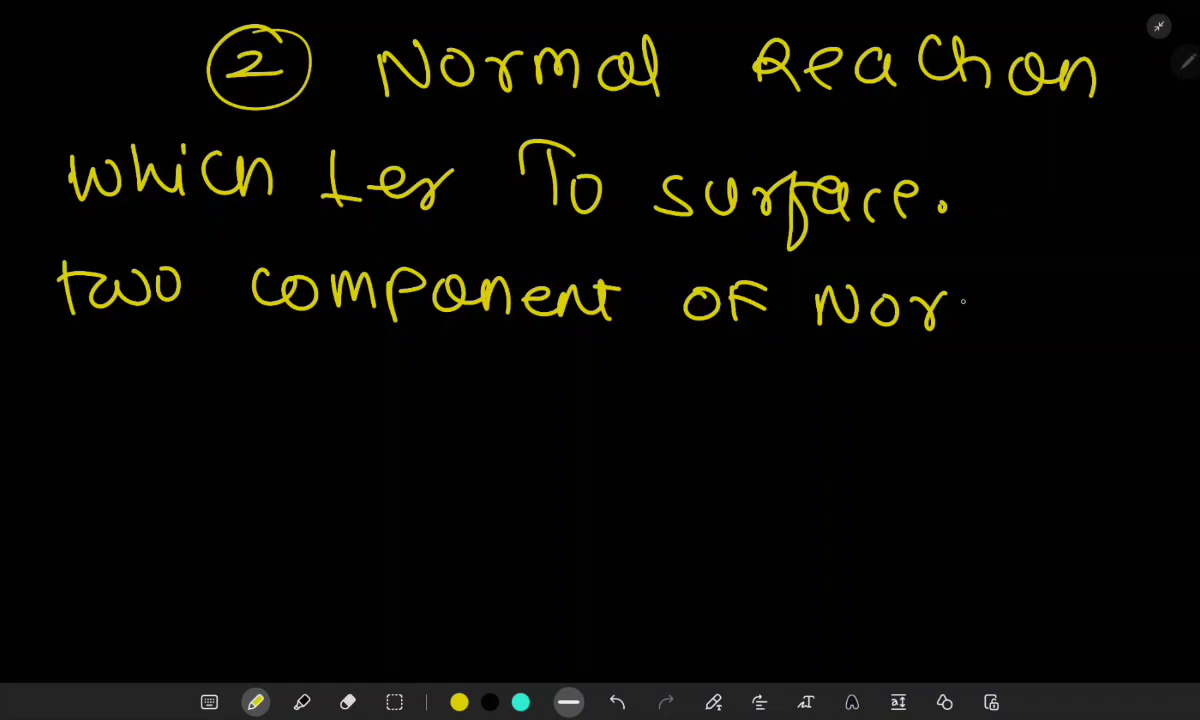 ② Normal Reaction
which ⊥er To surface.
two component OF Nor